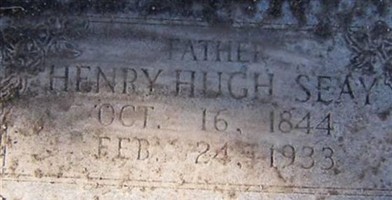 FATHER
HENRY HUGH SEAY
OCT. 16, 1844
FEB. 24, 1933.